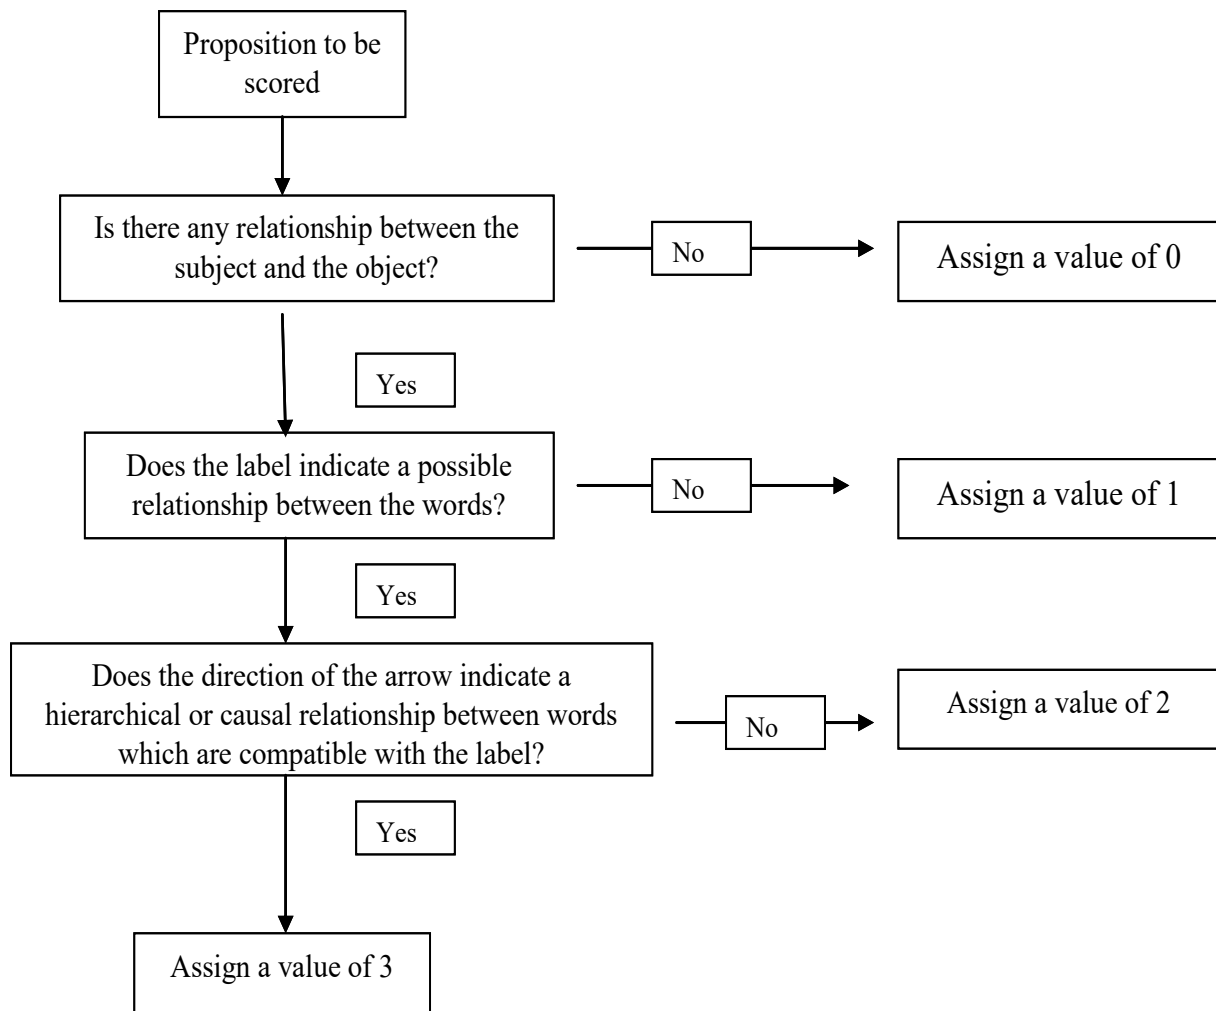 Proposition to be
scored
Is there any relationship between the
subject and the object?
No
Assign a value of 0
Yes
Does the label indicate a possible
relationship between the words?
No
Assign a value of 1
Yes
Does the direction of the arrow indicate a
hierarchical or causal relationship between words
which are compatible with the label?
No
Assign a value of 2
Yes
Assign a value of 3